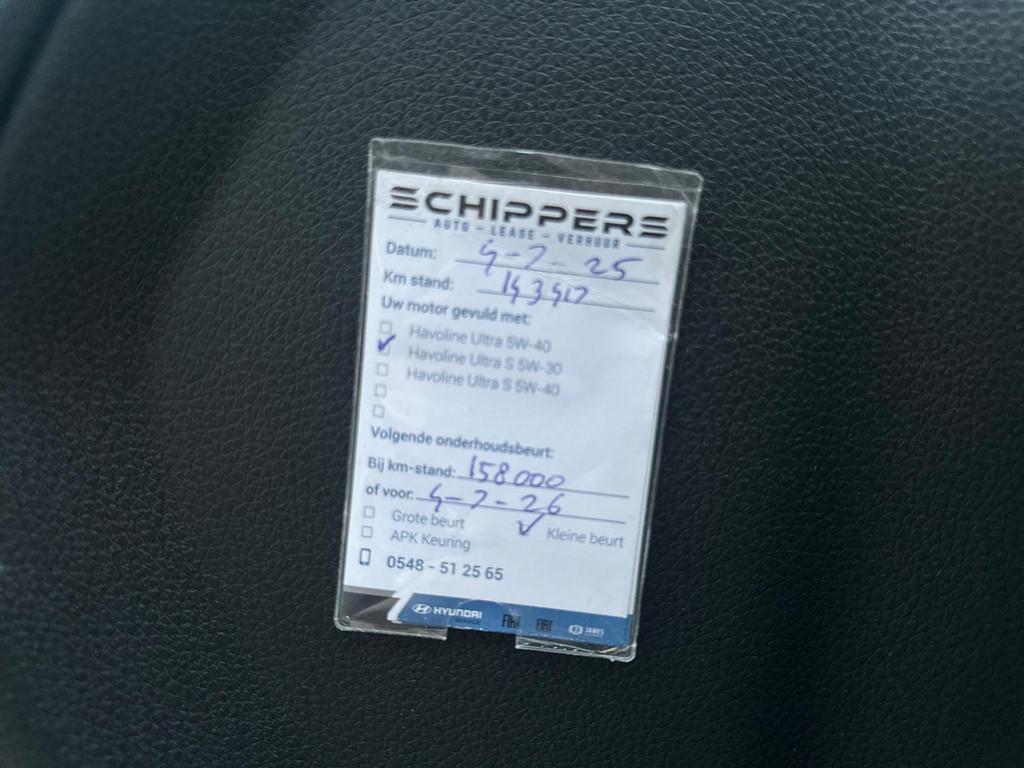 SCHIPPERS
AUTO - LEASE - VERHUUR
Datum: 4-7-25
Km stand: 143417
Uw motor gevuld met:
Havoline Ultra 5W-40
Havoline Ultra S 5W-30
Havoline Ultra S 5W-40
Volgende onderhoudsbeurt:
Bij km-stand: 158000
of voor: 4-7-26
Grote beurt Kleine beurt
APK Keuring
0548 - 51 25 65
HYUNDAI FIAT